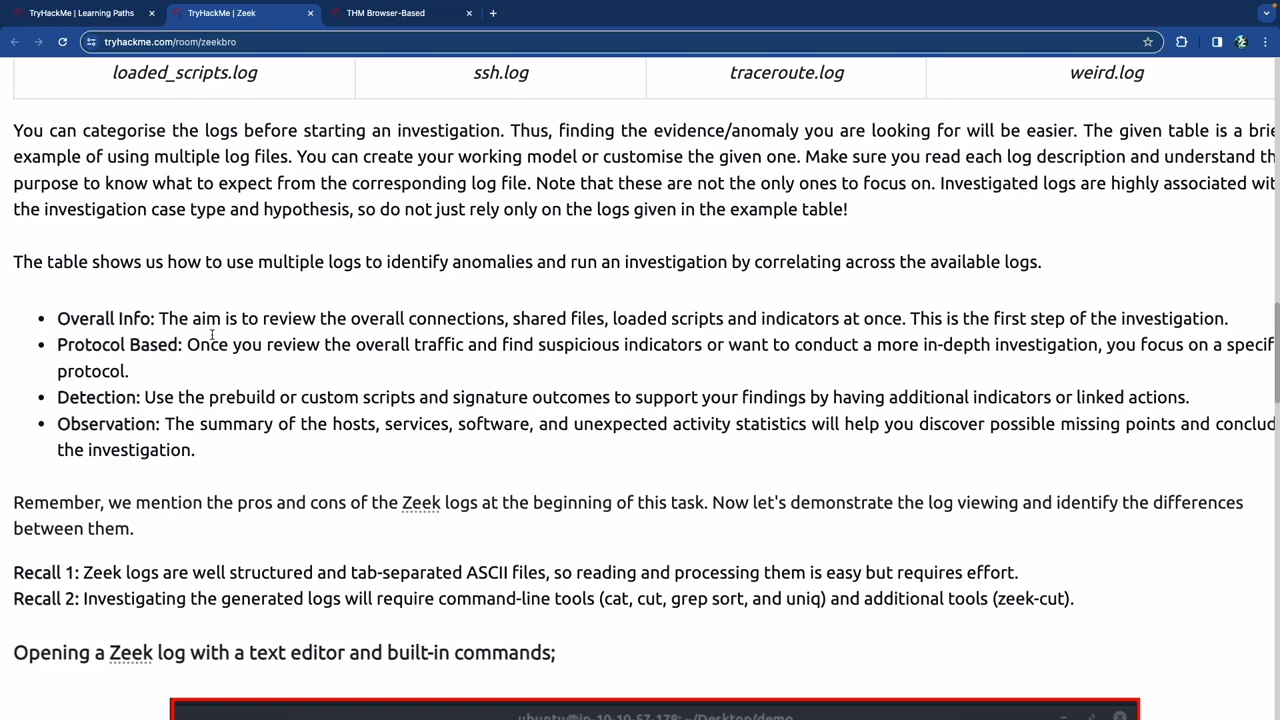 TryHackMe | Learning Paths
TryHackMe | Zeek
THM Browser-Based
tryhackme.com/room/zeekbro
loaded_scripts.log
ssh.log
traceroute.log
weird.log
You can categorise the logs before starting an investigation. Thus, finding the evidence/anomaly you are looking for will be easier. The given table is a brie
example of using multiple log files. You can create your working model or customise the given one. Make sure you read each log description and understand th
purpose to know what to expect from the corresponding log file. Note that these are not the only ones to focus on. Investigated logs are highly associated wit
the investigation case type and hypothesis, so do not just rely only on the logs given in the example table!
The table shows us how to use multiple logs to identify anomalies and run an investigation by correlating across the available logs.
• Overall Info: The aim is to review the overall connections, shared files, loaded scripts and indicators at once. This is the first step of the investigation.
• Protocol Based: Once you review the overall traffic and find suspicious indicators or want to conduct a more in-depth investigation, you focus on a specif
protocol.
• Detection: Use the prebuild or custom scripts and signature outcomes to support your findings by having additional indicators or linked actions.
• Observation: The summary of the hosts, services, software, and unexpected activity statistics will help you discover possible missing points and conclud
the investigation.
Remember, we mention the pros and cons of the Zeek logs at the beginning of this task. Now let's demonstrate the log viewing and identify the differences
between them.
Recall 1: Zeek logs are well structured and tab-separated ASCII files, so reading and processing them is easy but requires effort.
Recall 2: Investigating the generated logs will require command-line tools (cat, cut, grep sort, and uniq) and additional tools (zeek-cut).
Opening a Zeek log with a text editor and built-in commands;
ubuntu@ip-10-10-57-178: ~/Desktop/demo